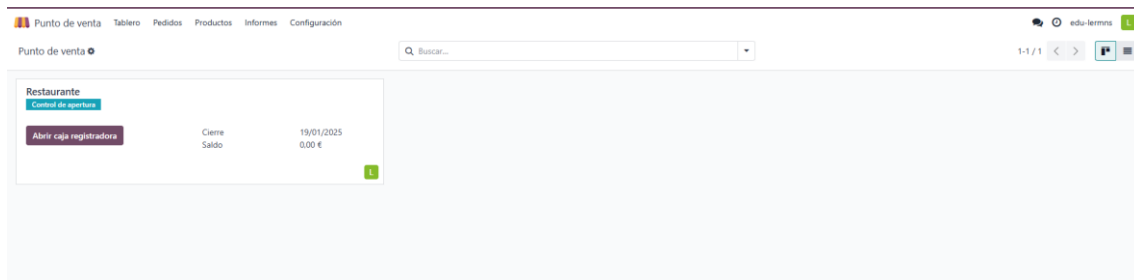 Punto de venta Tablero Pedidos Productos Informes Configuración edu-lermns L
Punto de venta Buscar... 1-1 / 1
Restaurante
Control de apertura
Abrir caja registradora Cierre 19/01/2025
Saldo 0,00 €
L